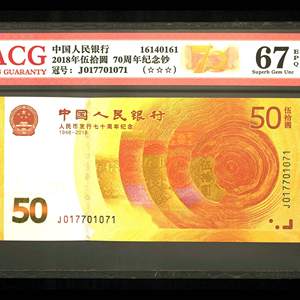 ACG
GUARANTY
中国人民银行 16140161
2018年伍拾圆 70周年纪念钞
冠号: J017701071 (☆☆☆)
67 EPQ
Superb Gem Unc
中国人民银行
人民币发行七十周年纪念
1948-2018
50
伍拾圆
50
J017701071
J017701071